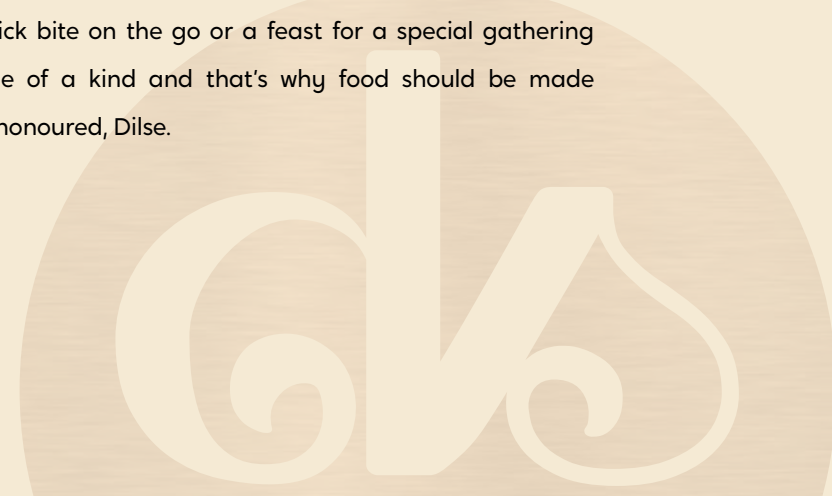 ick bite on the go or a feast for a special gathering
e of a kind and that's why food should be made
honoured, Dilse.